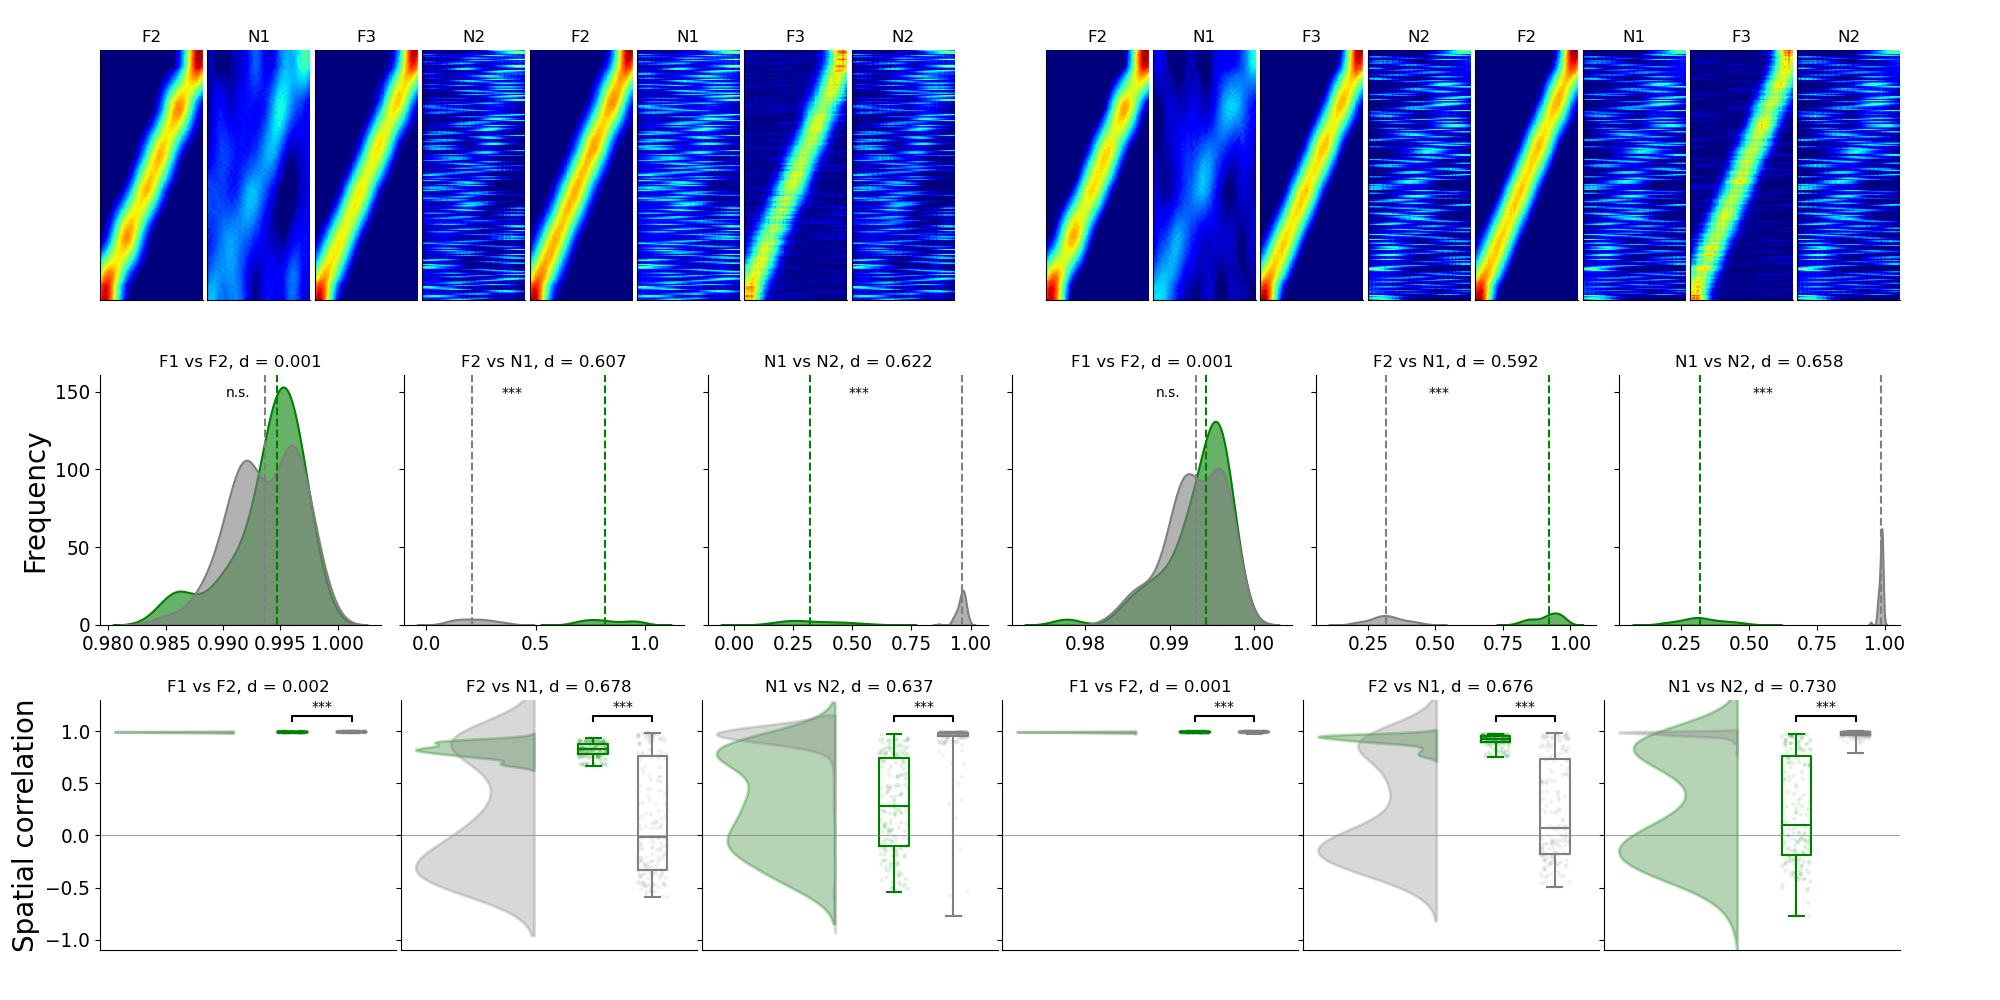 F2 N1 F3 N2 F2 N1 F3 N2 F2 N1 F3 N2 F2 N1 F3 N2
F1 vs F2, d = 0.001 F2 vs N1, d = 0.607 N1 vs N2, d = 0.622 F1 vs F2, d = 0.001 F2 vs N1, d = 0.592 N1 vs N2, d = 0.658
n.s. *** *** n.s. *** ***
Frequency
150
100
50
0
0.980 0.985 0.990 0.995 1.000 0.0 0.5 1.0 0.00 0.25 0.50 0.75 1.00 0.98 0.99 1.00 0.25 0.50 0.75 1.00 0.25 0.50 0.75 1.00
F1 vs F2, d = 0.002 F2 vs N1, d = 0.678 N1 vs N2, d = 0.637 F1 vs F2, d = 0.001 F2 vs N1, d = 0.676 N1 vs N2, d = 0.730
*** *** *** *** *** ***
Spatial correlation
1.0
0.5
0.0
−0.5
−1.0